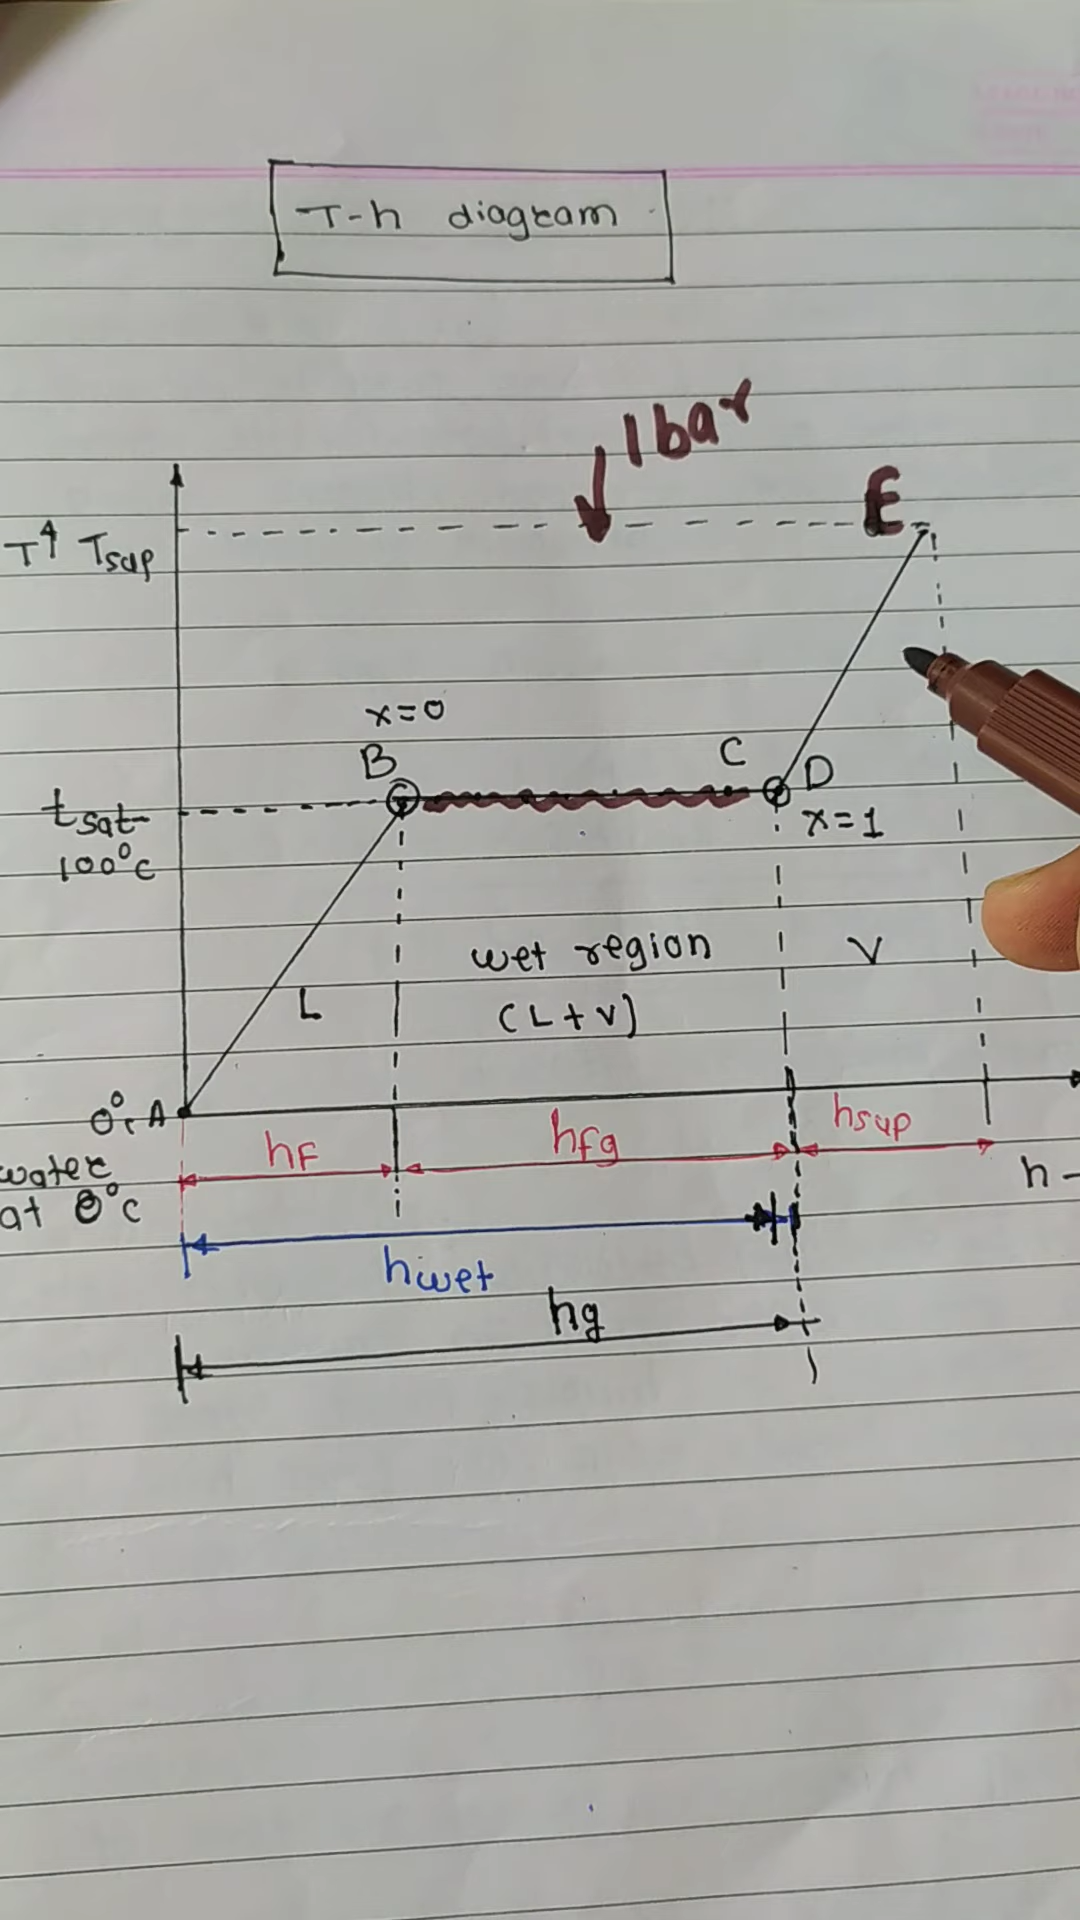 T-h diagram
1bar
E
T↑ Tsup
x=0
B
C
D
tsat
x=1
100°C
wet region
V
L
(L+V)
0°C A
hF
hfg
hsup
water
at 0°C
h
hwet
hg